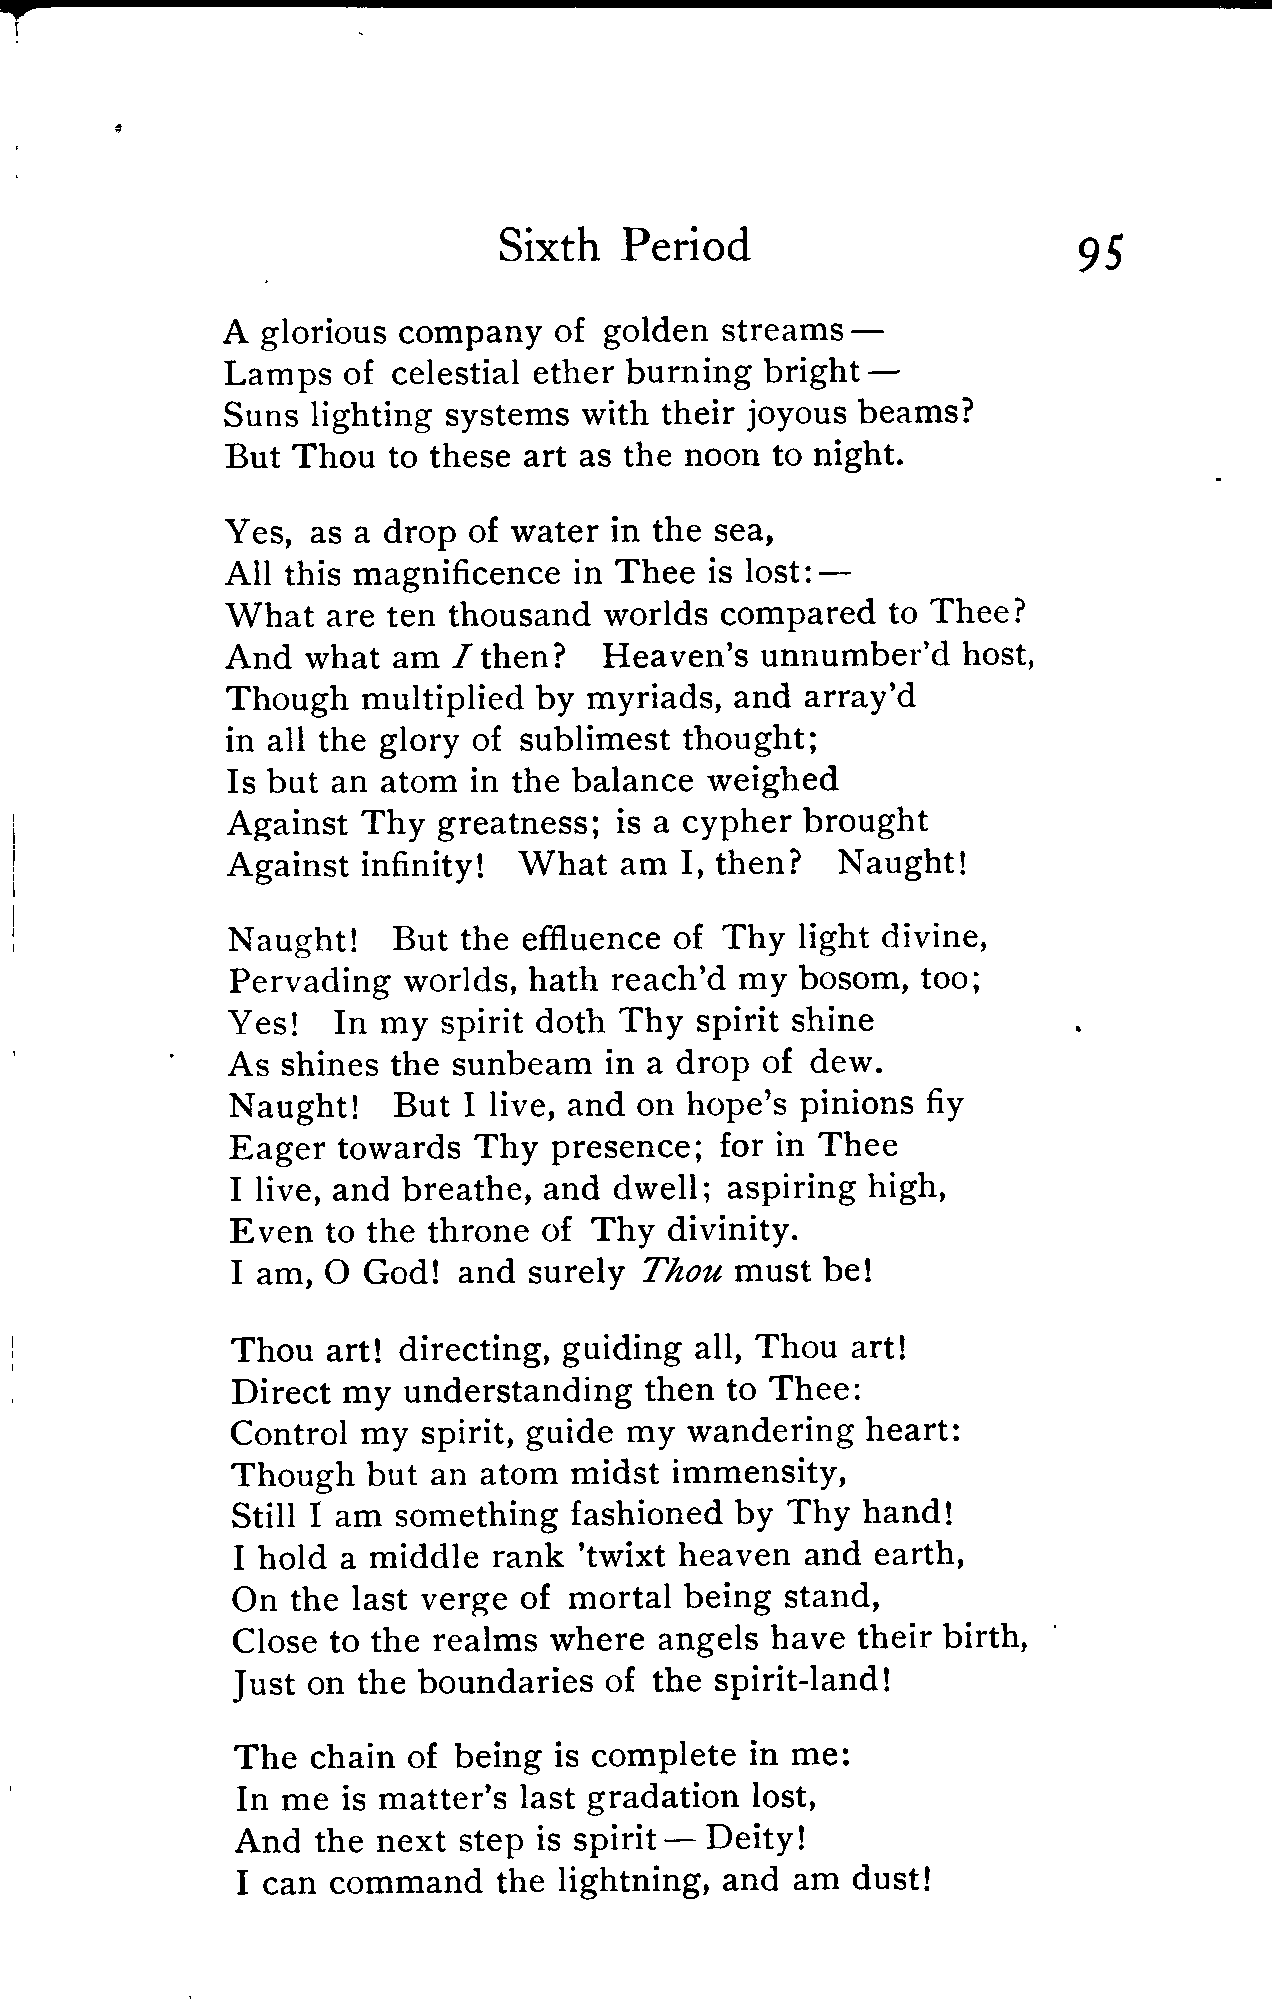 Sixth Period 95
A glorious company of golden streams —
Lamps of celestial ether burning bright —
Suns lighting systems with their joyous beams?
But Thou to these art as the noon to night.
Yes, as a drop of water in the sea,
All this magnificence in Thee is lost: —
What are ten thousand worlds compared to Thee?
And what am I then? Heaven's unnumber'd host,
Though multiplied by myriads, and array'd
in all the glory of sublimest thought;
Is but an atom in the balance weighed
Against Thy greatness; is a cypher brought
Against infinity! What am I, then? Naught!
Naught! But the effluence of Thy light divine,
Pervading worlds, hath reach'd my bosom, too;
Yes! In my spirit doth Thy spirit shine
As shines the sunbeam in a drop of dew.
Naught! But I live, and on hope's pinions fiy
Eager towards Thy presence; for in Thee
I live, and breathe, and dwell; aspiring high,
Even to the throne of Thy divinity.
I am, O God! and surely Thou must be!
Thou art! directing, guiding all, Thou art!
Direct my understanding then to Thee:
Control my spirit, guide my wandering heart:
Though but an atom midst immensity,
Still I am something fashioned by Thy hand!
I hold a middle rank 'twixt heaven and earth,
On the last verge of mortal being stand,
Close to the realms where angels have their birth,
Just on the boundaries of the spirit-land!
The chain of being is complete in me:
In me is matter's last gradation lost,
And the next step is spirit — Deity!
I can command the lightning, and am dust!